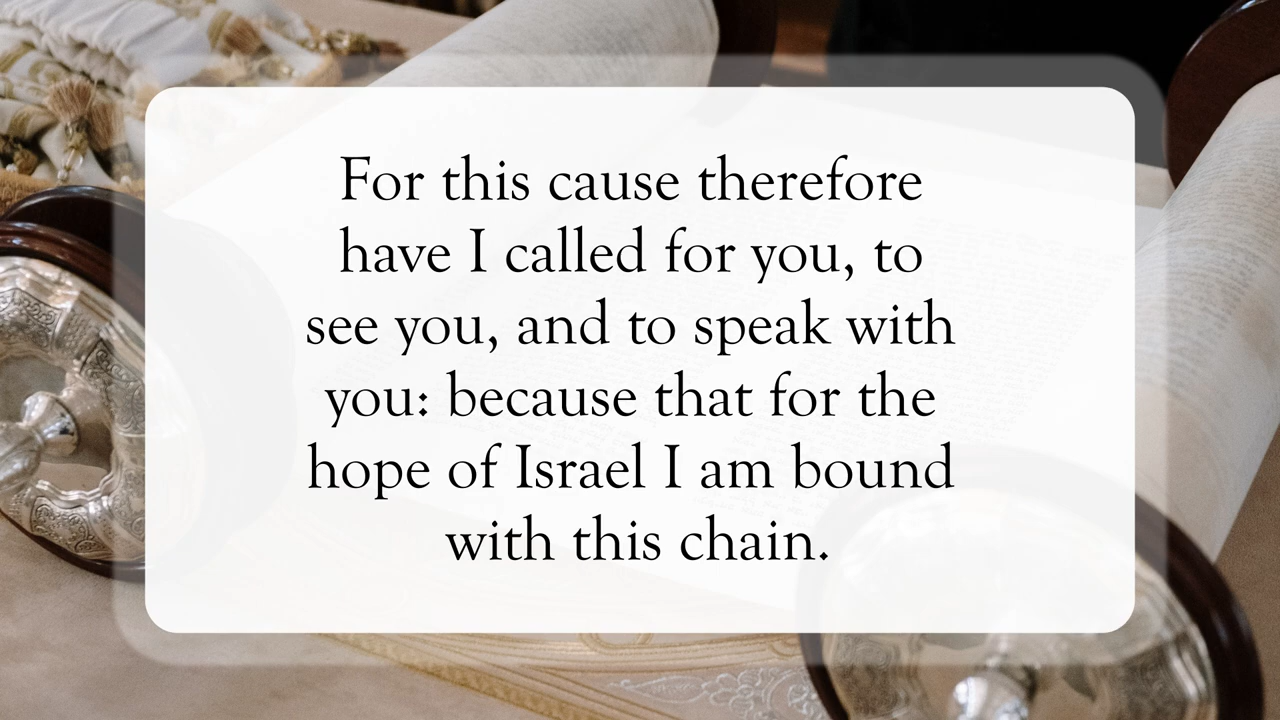 For this cause therefore
have I called for you, to
see you, and to speak with
you: because that for the
hope of Israel I am bound
with this chain.